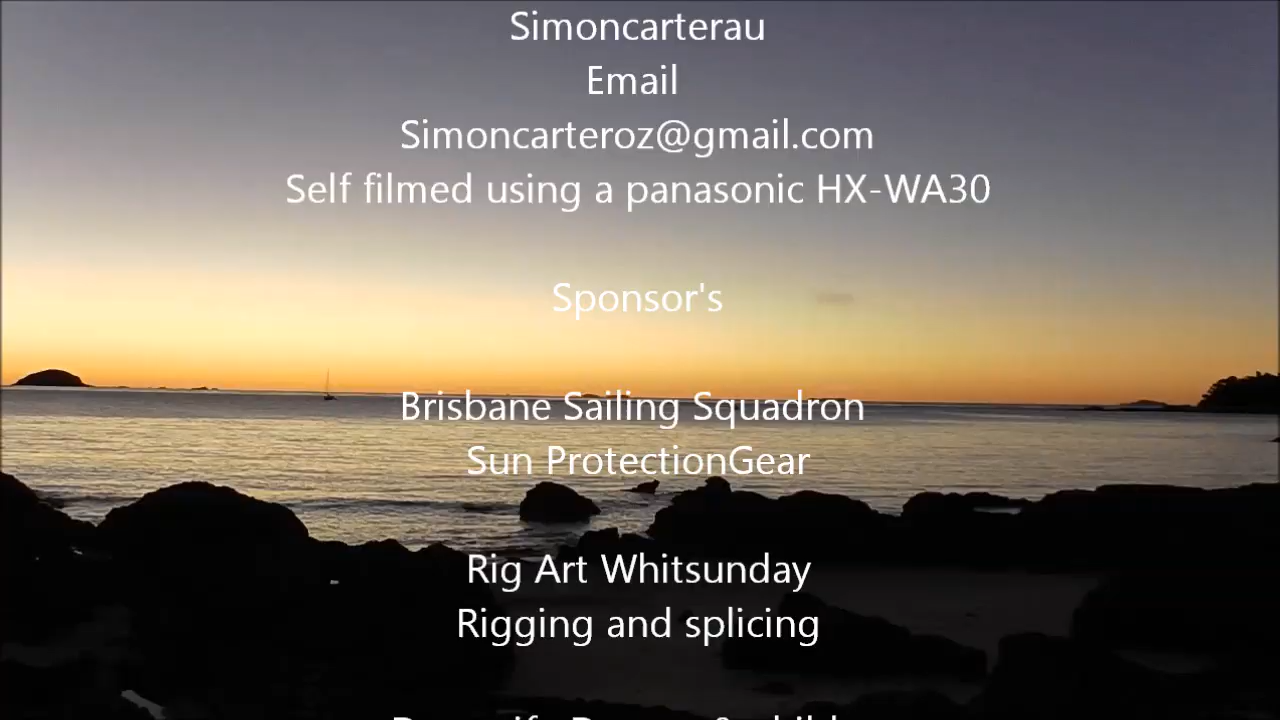 Simoncarterau
Email
Simoncarteroz@gmail.com
Self filmed using a panasonic HX-WA30
Sponsor's
Brisbane Sailing Squadron
Sun ProtectionGear
Rig Art Whitsunday
Rigging and splicing